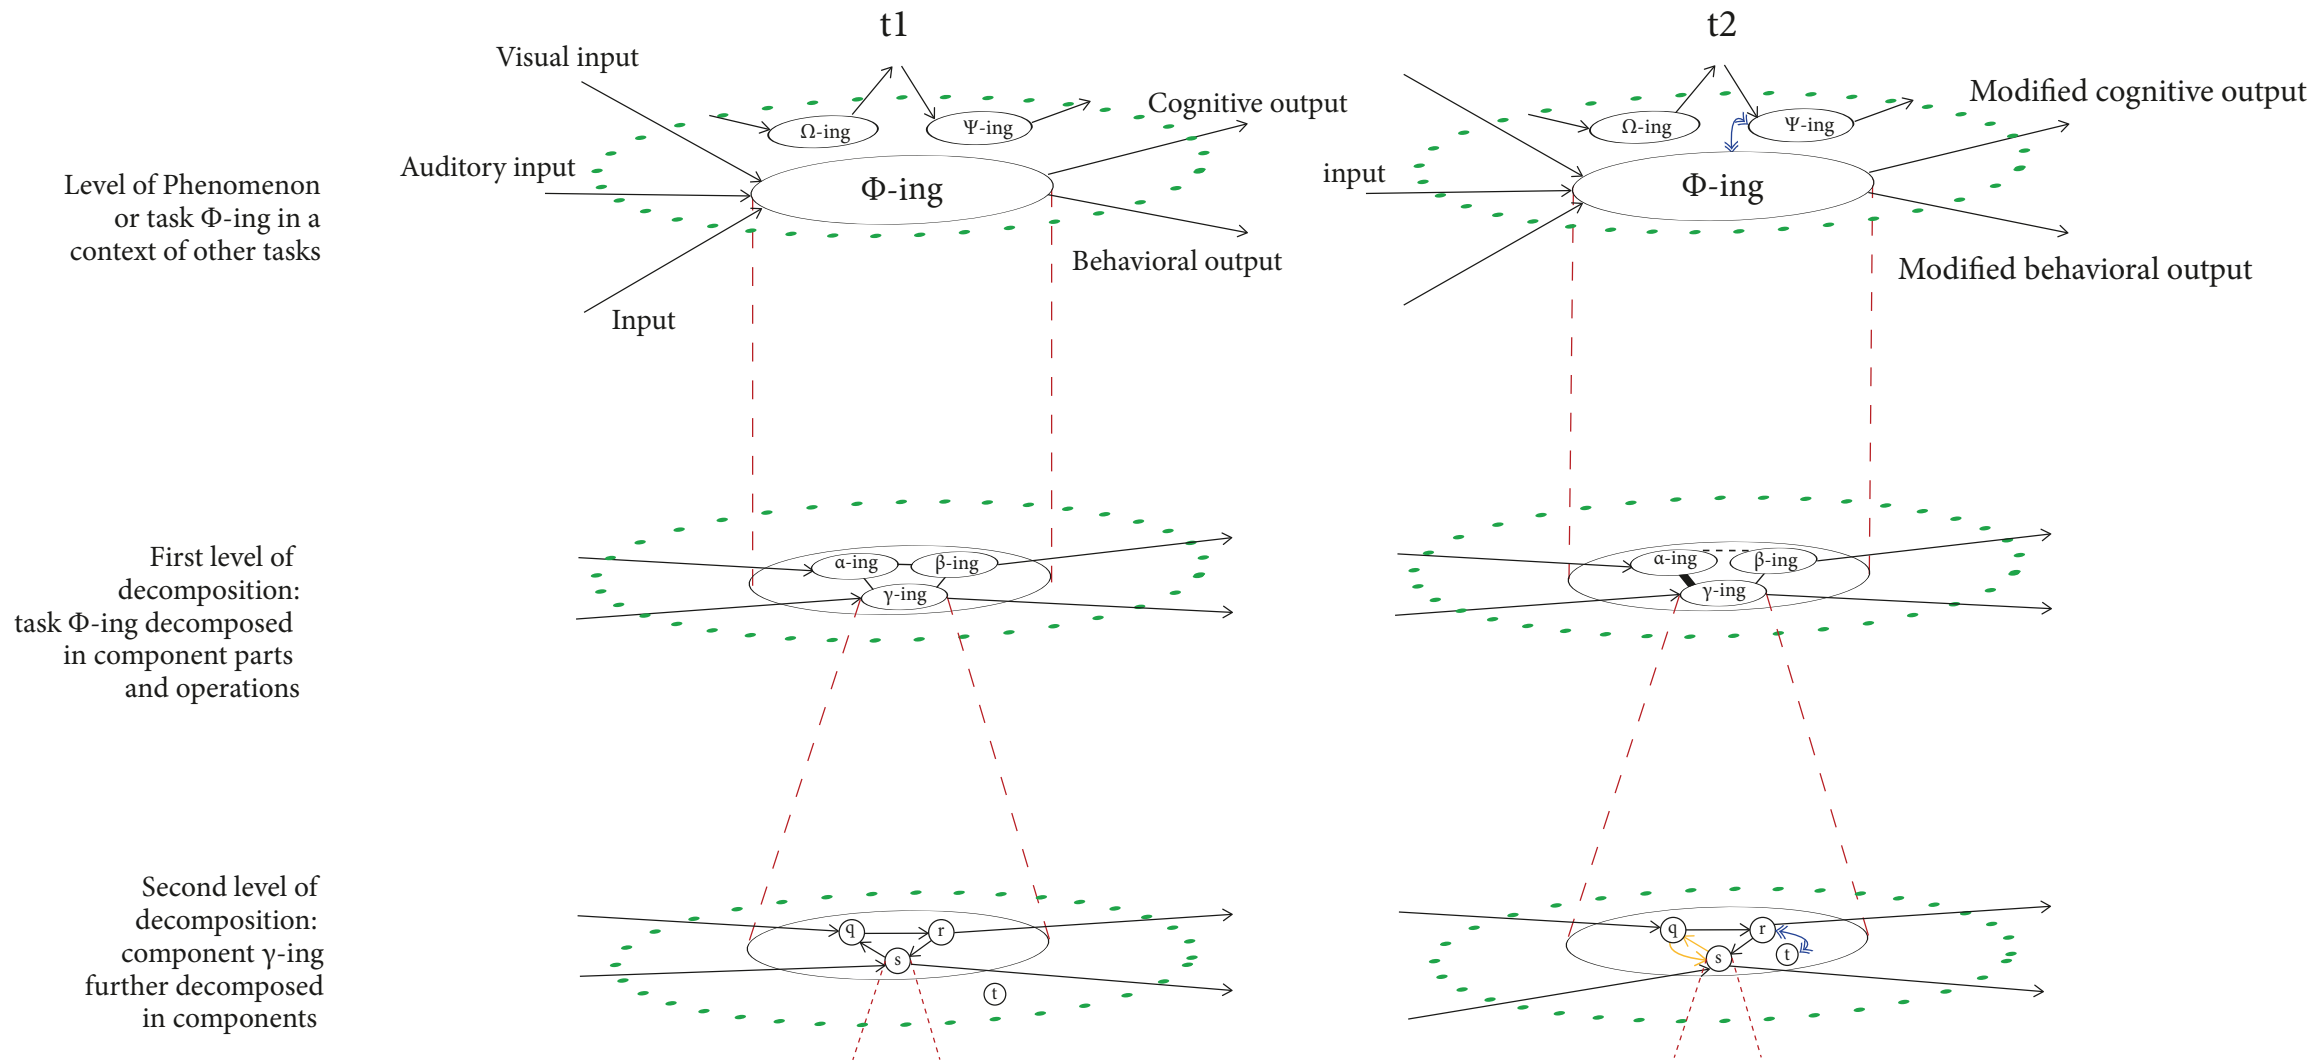 t1
t2
Visual input
Cognitive output
Modified cognitive output
Ω-ing
Ψ-ing
Ω-ing
Ψ-ing
Auditory input
input
Φ-ing
Φ-ing
Level of Phenomenon
or task Φ-ing in a
context of other tasks
Behavioral output
Modified behavioral output
Input
First level of
decomposition:
task Φ-ing decomposed
in component parts
and operations
α-ing
β-ing
γ-ing
α-ing
β-ing
γ-ing
Second level of
decomposition:
component γ-ing
further decomposed
in components
q
r
s
t
q
r
s
t